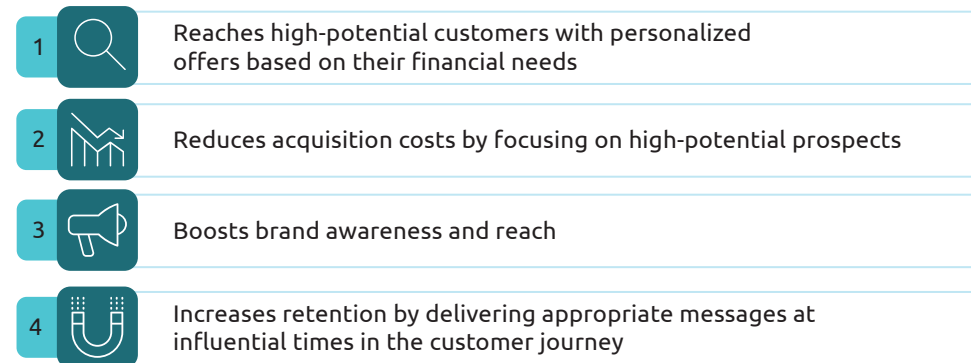 1
Reaches high-potential customers with personalized
offers based on their financial needs
2
Reduces acquisition costs by focusing on high-potential prospects
3
Boosts brand awareness and reach
4
Increases retention by delivering appropriate messages at
influential times in the customer journey